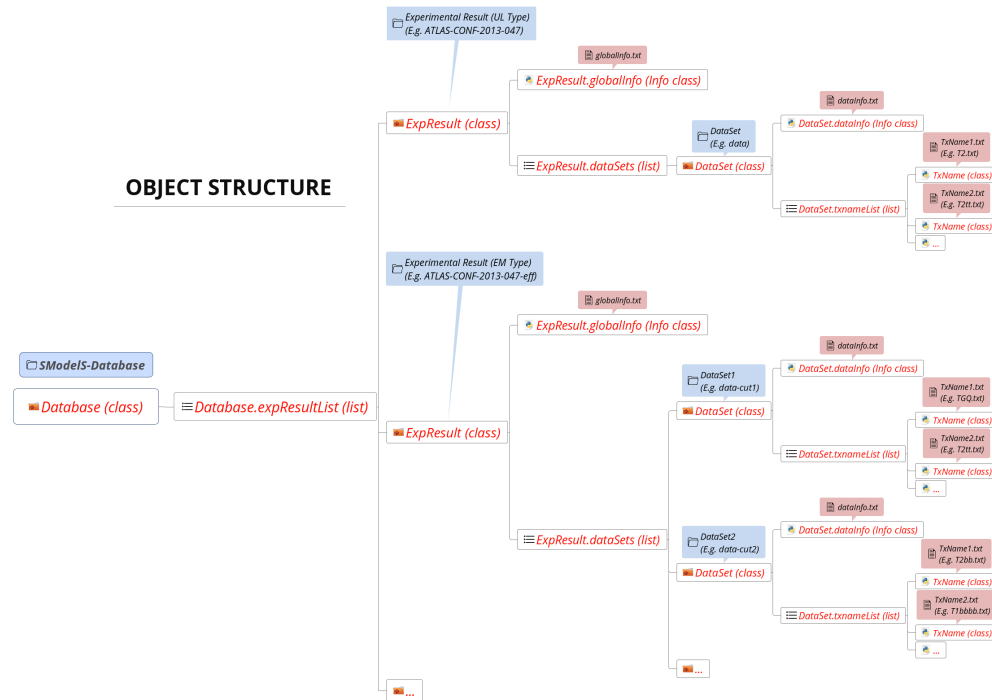 Experimental Result (UL Type)
(E.g. ATLAS-CONF-2013-047)
globalInfo.txt
ExpResult.globalInfo (Info class)
dataInfo.txt
ExpResult (class)
DataSet.dataInfo (Info class)
DataSet
(E.g. data)
TxName1.txt
(E.g. T2.txt)
ExpResult.dataSets (list)
DataSet (class)
TxName (class)
OBJECT STRUCTURE
TxName2.txt
(E.g. T2tt.txt)
DataSet.txnameList (list)
TxName (class)
...
Experimental Result (EM Type)
(E.g. ATLAS-CONF-2013-047-eff)
globalInfo.txt
ExpResult.globalInfo (Info class)
dataInfo.txt
SModelS-Database
DataSet.dataInfo (Info class)
DataSet1
(E.g. data-cut1)
TxName1.txt
(E.g. TGQ.txt)
Database (class)
Database.expResultList (list)
DataSet (class)
TxName (class)
ExpResult (class)
TxName2.txt
(E.g. T2tt.txt)
DataSet.txnameList (list)
TxName (class)
...
dataInfo.txt
DataSet.dataInfo (Info class)
ExpResult.dataSets (list)
DataSet2
(E.g. data-cut2)
TxName1.txt
(E.g. T2bb.txt)
DataSet (class)
TxName (class)
TxName2.txt
(E.g. T1bbbb.txt)
DataSet.txnameList (list)
TxName (class)
...
...
...